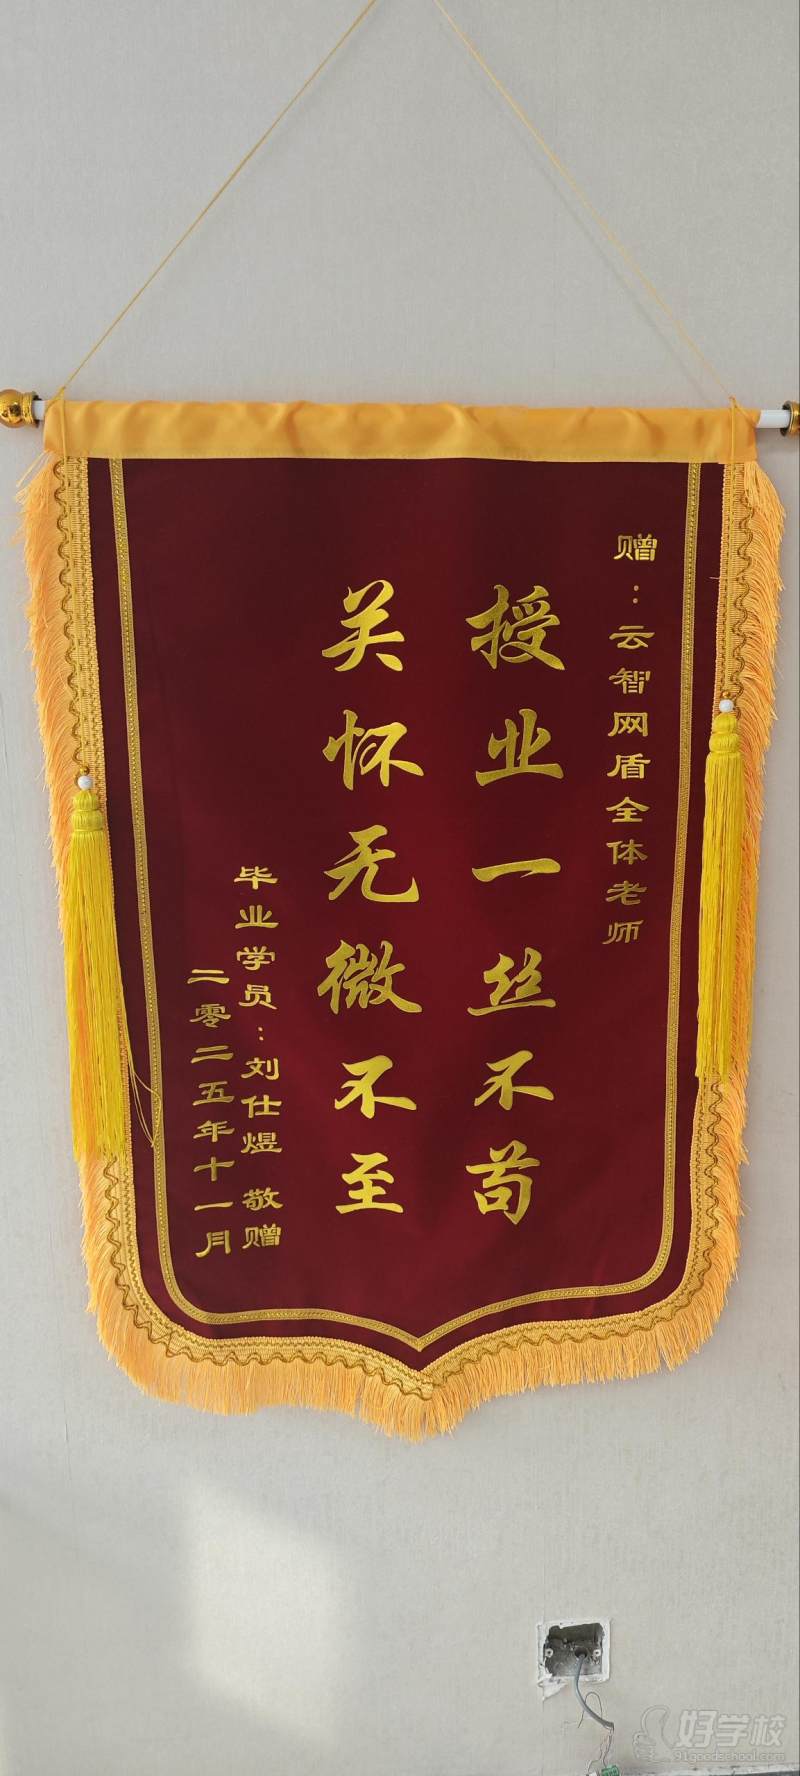 赠：云智网盾全体老师
授业一丝不苟
关怀无微不至
毕业学员：刘仕煜 敬赠
二零二五年十一月
好学校
91goodschool.com